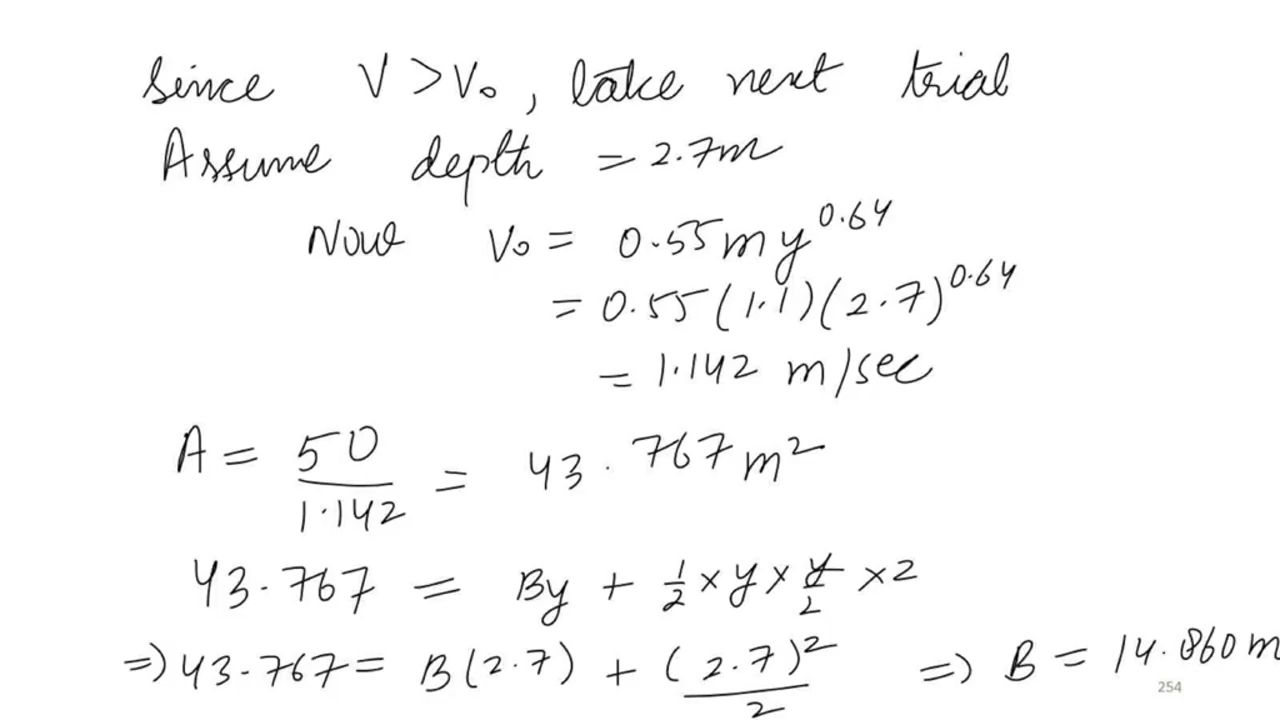 Since V > V₀, take next trial
Assume depth = 2.7m
Now V₀ = 0.55 m y^0.64
= 0.55 (1.1) (2.7)^0.64
= 1.142 m/sec
A = 50/1.142 = 43.767 m²
43.767 = By + 1/2 × y × y/2 × 2
⇒ 43.767 = B(2.7) + (2.7)²/2 ⇒ B = 14.860m
254